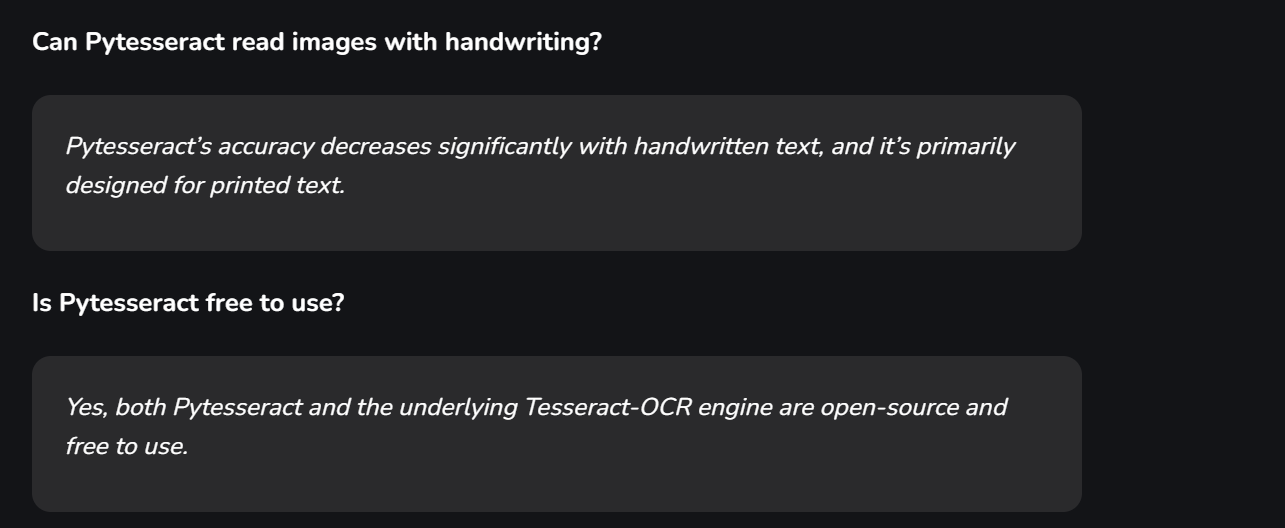 Can Pytesseract read images with handwriting?
Pytesseract’s accuracy decreases significantly with handwritten text, and it’s primarily
designed for printed text.
Is Pytesseract free to use?
Yes, both Pytesseract and the underlying Tesseract-OCR engine are open-source and
free to use.